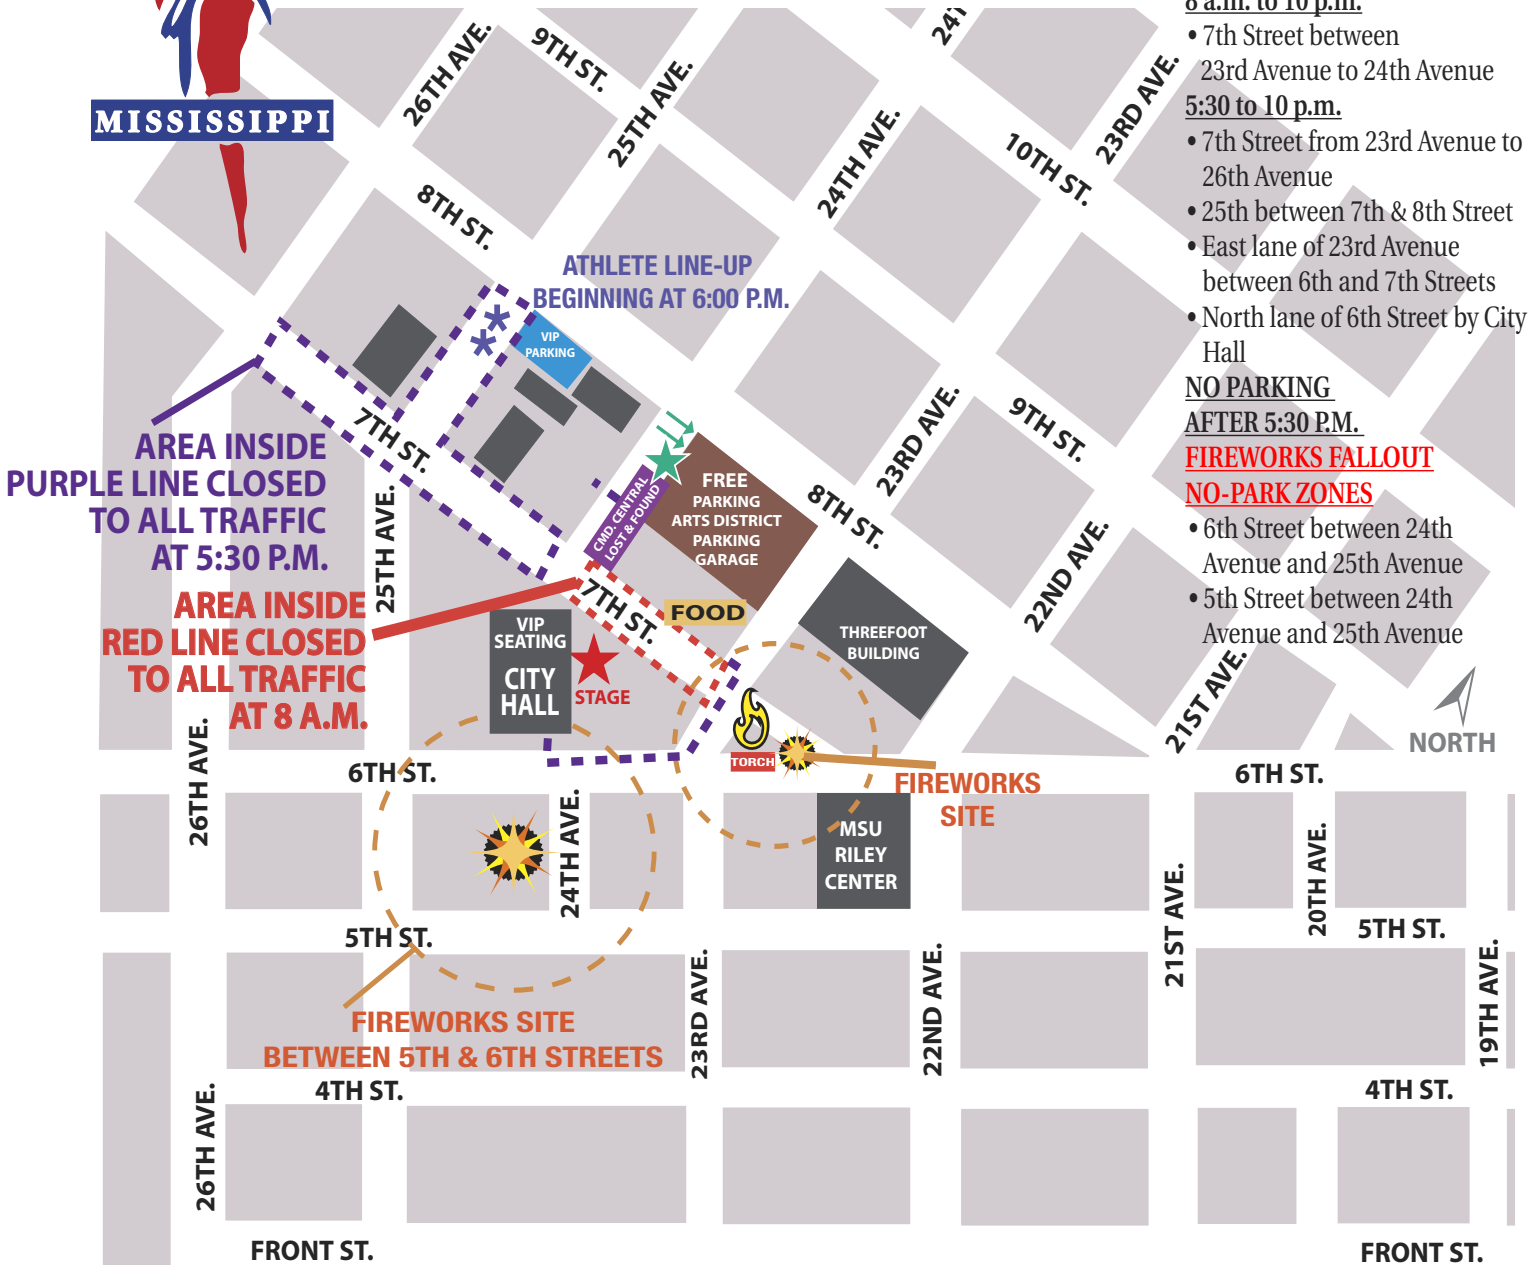 MISSISSIPPI
8 a.m. to 10 p.m.
• 7th Street between
23rd Avenue to 24th Avenue
5:30 to 10 p.m.
• 7th Street from 23rd Avenue to
26th Avenue
• 25th between 7th & 8th Street
• East lane of 23rd Avenue
between 6th and 7th Streets
• North lane of 6th Street by City
Hall
NO PARKING
AFTER 5:30 P.M.
FIREWORKS FALLOUT
NO-PARK ZONES
• 6th Street between 24th
Avenue and 25th Avenue
• 5th Street between 24th
Avenue and 25th Avenue
NORTH
26TH AVE.
9TH ST.
25TH AVE.
24TH AVE.
23RD AVE.
10TH ST.
8TH ST.
ATHLETE LINE-UP
BEGINNING AT 6:00 P.M.
**
VIP
PARKING
7TH ST.
AREA INSIDE
PURPLE LINE CLOSED
TO ALL TRAFFIC
AT 5:30 P.M.
AREA INSIDE
RED LINE CLOSED
TO ALL TRAFFIC
AT 8 A.M.
25TH AVE.
CMD. CENTRAL
LOST & FOUND
FREE
PARKING
ARTS DISTRICT
PARKING
GARAGE
8TH ST.
23RD AVE.
9TH ST.
22ND AVE.
7TH ST.
FOOD
VIP
SEATING
CITY
HALL
STAGE
THREEFOOT
BUILDING
21ST AVE.
TORCH
FIREWORKS
SITE
26TH AVE.
6TH ST.
6TH ST.
24TH AVE.
MSU
RILEY
CENTER
20TH AVE.
21ST AVE.
5TH ST.
5TH ST.
FIREWORKS SITE
BETWEEN 5TH & 6TH STREETS
23RD AVE.
22ND AVE.
19TH AVE.
26TH AVE.
4TH ST.
4TH ST.
FRONT ST.
FRONT ST.